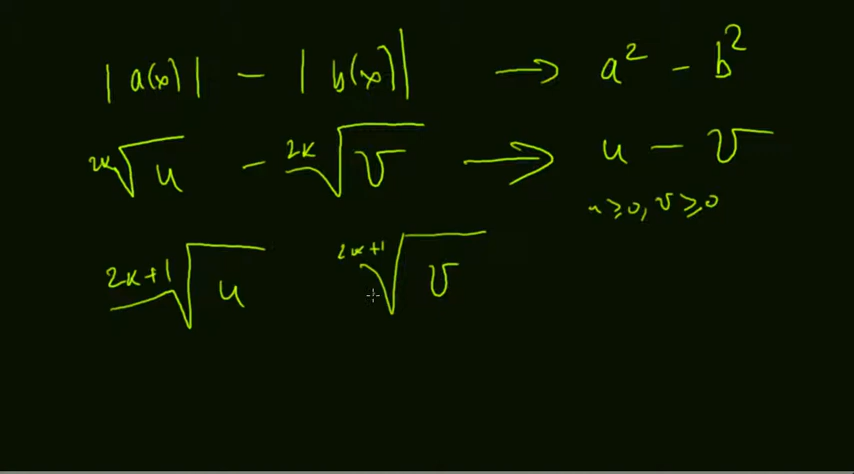 |a(x)| − |b(x)| → a² − b²
²ᵏ√u − ²ᵏ√v → u − v
u ≥ 0, v ≥ 0
²ᵏ⁺¹√u ²ᵏ⁺¹√v